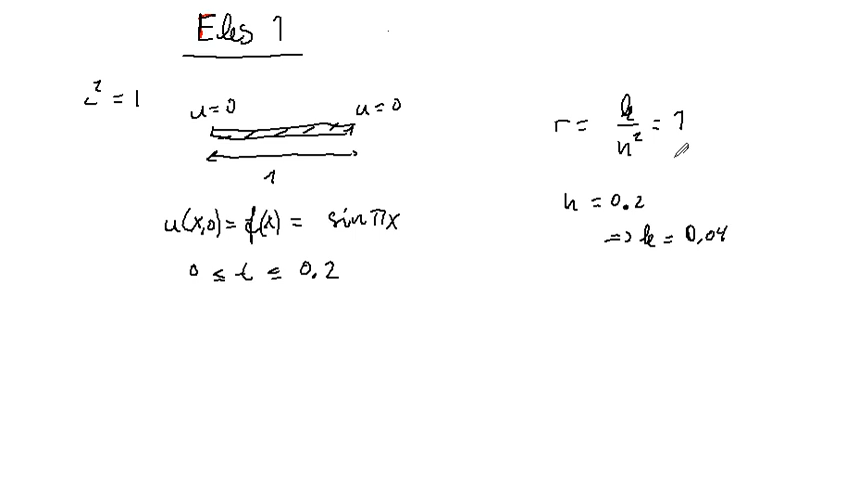 Eks 1
c² = 1
u=0
u=0
1
u(x,0) = f(x) = sin πx
0 ≤ t ≤ 0.2
r = k/h² = 1
h = 0.2
=> k = 0,04